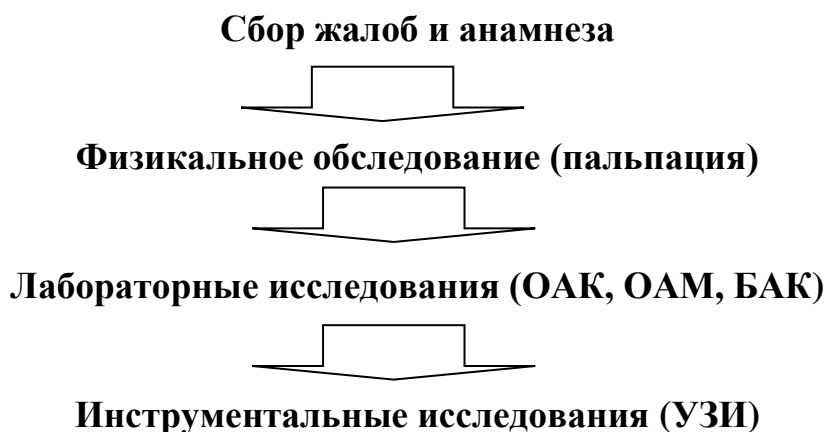 Сбор жалоб и анамнеза
Физикальное обследование (пальпация)
Лабораторные исследования (ОАК, ОАМ, БАК)
Инструментальные исследования (УЗИ)